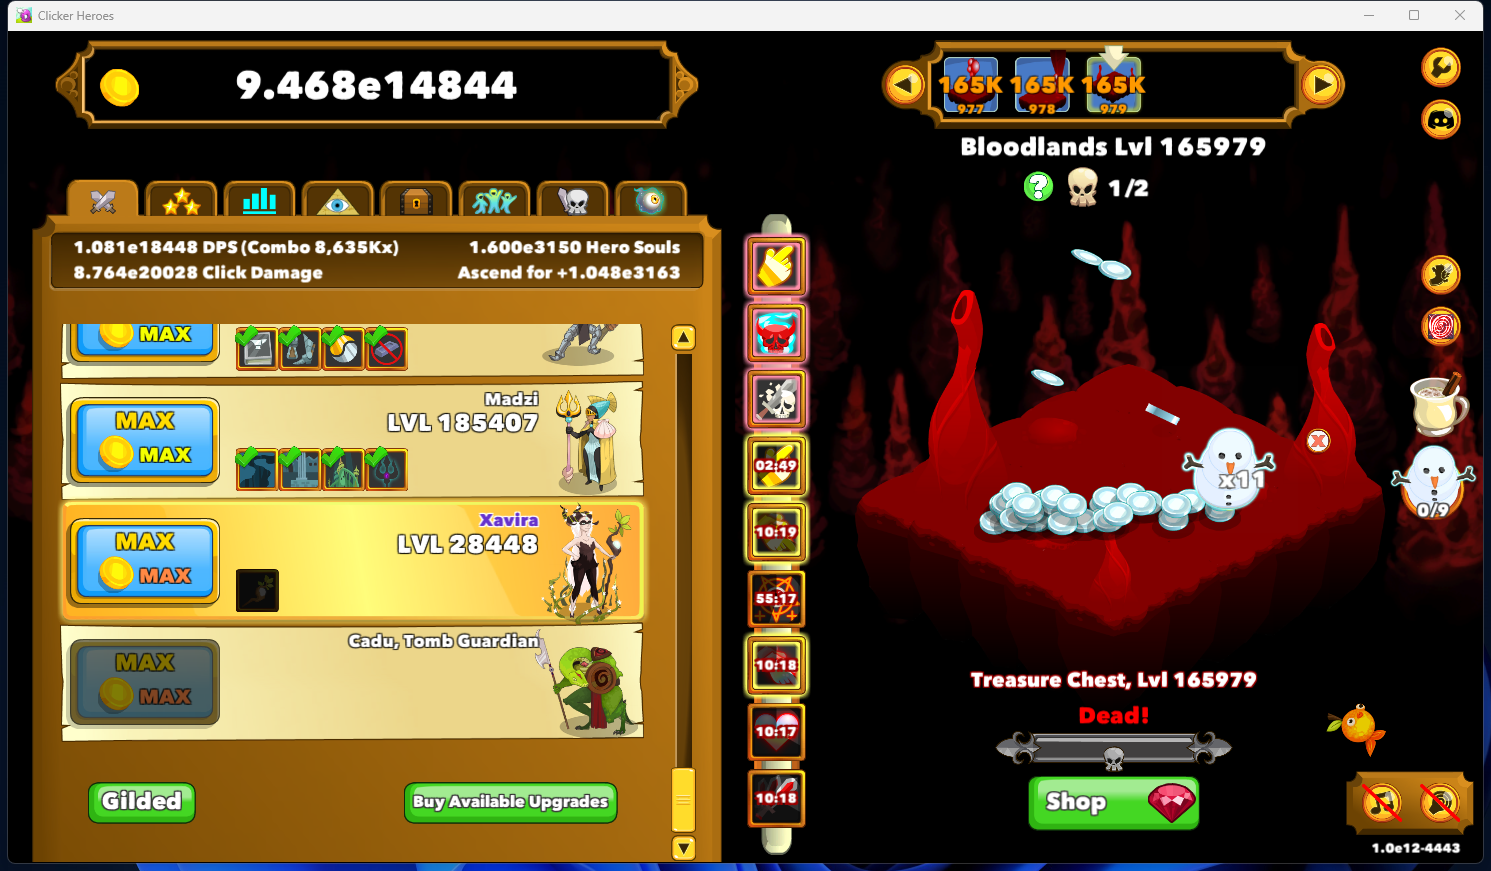 Clicker Heroes
9.468e14844
165K 165K 165K
977 978 979
Bloodlands Lvl 165979
1/2
1.081e18448 DPS (Combo 8,635Kx)
1.600e3150 Hero Souls
8.764e20028 Click Damage
Ascend for +1.048e3163
MAX
Madzi
LVL 185407
MAX
MAX
Xavira
LVL 28448
MAX
MAX
Cadu, Tomb Guardian
MAX
MAX
Gilded
Buy Available Upgrades
02:49
10:19
55:17
10:18
10:17
10:18
x11
0/9
Treasure Chest, Lvl 165979
Dead!
Shop
1.0e12-4443